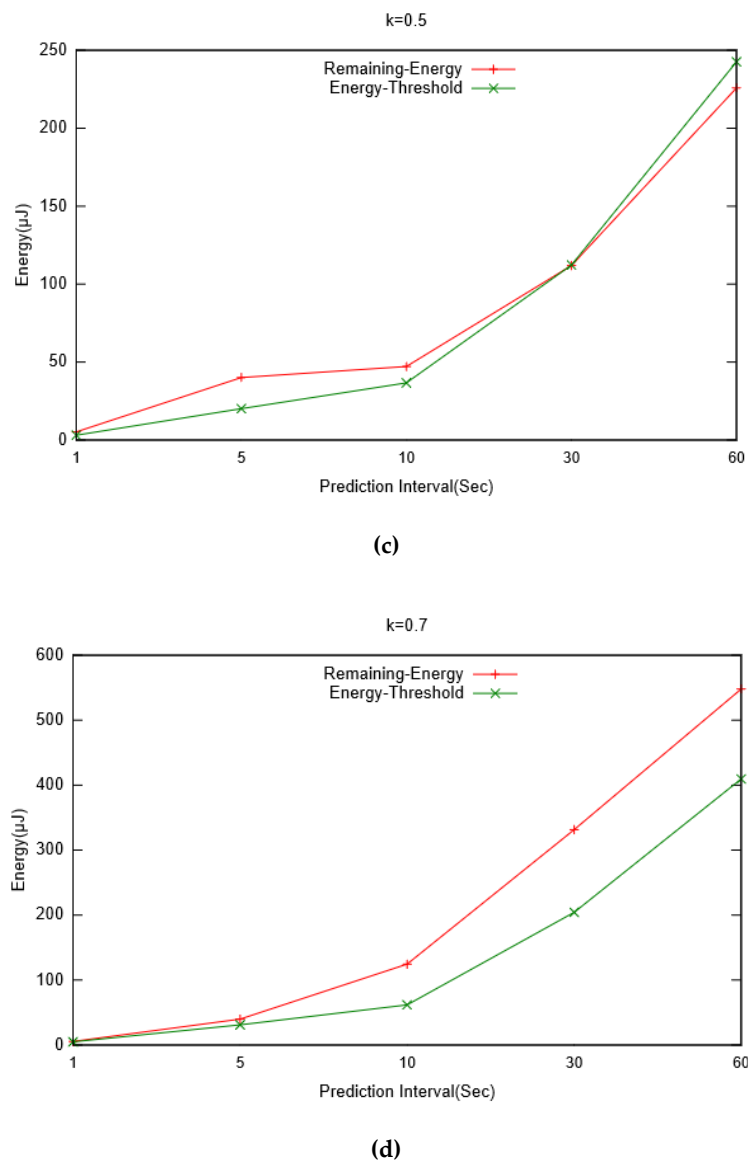 k=0.5
250
Remaining-Energy
Energy-Threshold
200
150
Energy(µJ)
100
50
0
1 5 10 30 60
Prediction Interval(Sec)
(c)
k=0.7
600
Remaining-Energy
Energy-Threshold
500
400
Energy(µJ)
300
200
100
0
1 5 10 30 60
Prediction Interval(Sec)
(d)